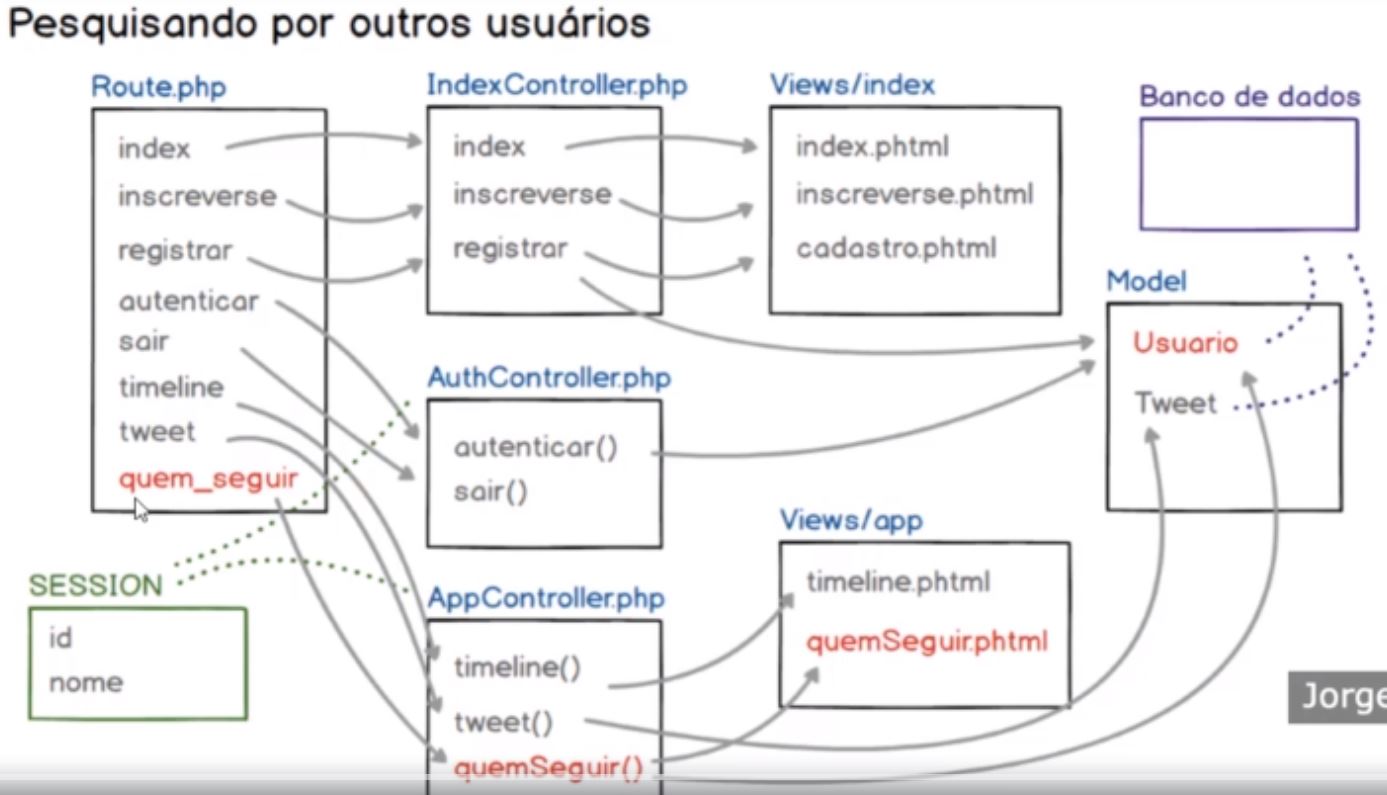 Pesquisando por outros usuários
Route.php
index
inscreverse
registrar
autenticar
sair
timeline
tweet
quem_seguir
IndexController.php
index
inscreverse
registrar
Views/index
index.phtml
inscreverse.phtml
cadastro.phtml
Banco de dados
Model
Usuario
Tweet
AuthController.php
autenticar()
sair()
Views/app
timeline.phtml
quemSeguir.phtml
SESSION
id
nome
AppController.php
timeline()
tweet()
quemSeguir()
Jorge